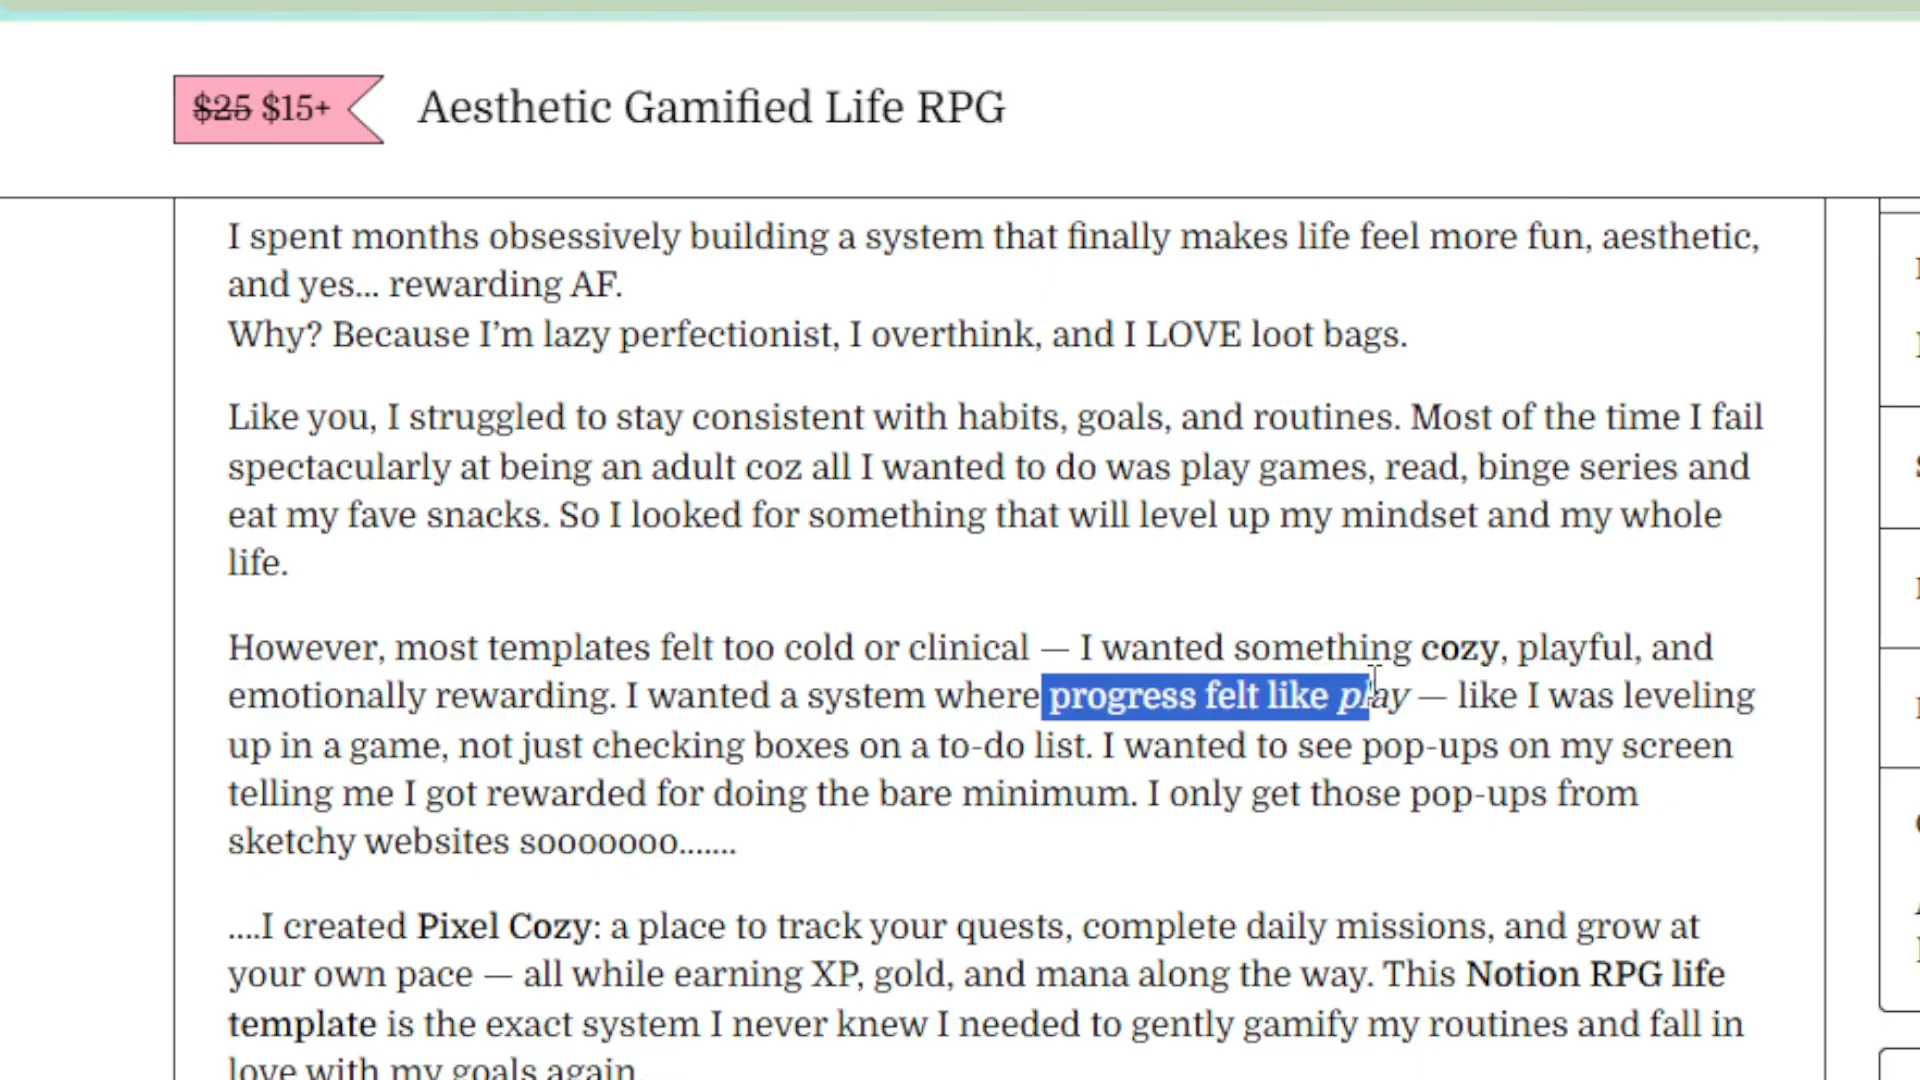 $25 $15+
Aesthetic Gamified Life RPG
I spent months obsessively building a system that finally makes life feel more fun, aesthetic,
and yes... rewarding AF.
Why? Because I’m lazy perfectionist, I overthink, and I LOVE loot bags.
Like you, I struggled to stay consistent with habits, goals, and routines. Most of the time I fail
spectacularly at being an adult coz all I wanted to do was play games, read, binge series and
eat my fave snacks. So I looked for something that will level up my mindset and my whole
life.
However, most templates felt too cold or clinical — I wanted something cozy, playful, and
emotionally rewarding. I wanted a system where progress felt like play — like I was leveling
up in a game, not just checking boxes on a to-do list. I wanted to see pop-ups on my screen
telling me I got rewarded for doing the bare minimum. I only get those pop-ups from
sketchy websites sooooooo.......
....I created Pixel Cozy: a place to track your quests, complete daily missions, and grow at
your own pace — all while earning XP, gold, and mana along the way. This Notion RPG life
template is the exact system I never knew I needed to gently gamify my routines and fall in
love with my goals again.